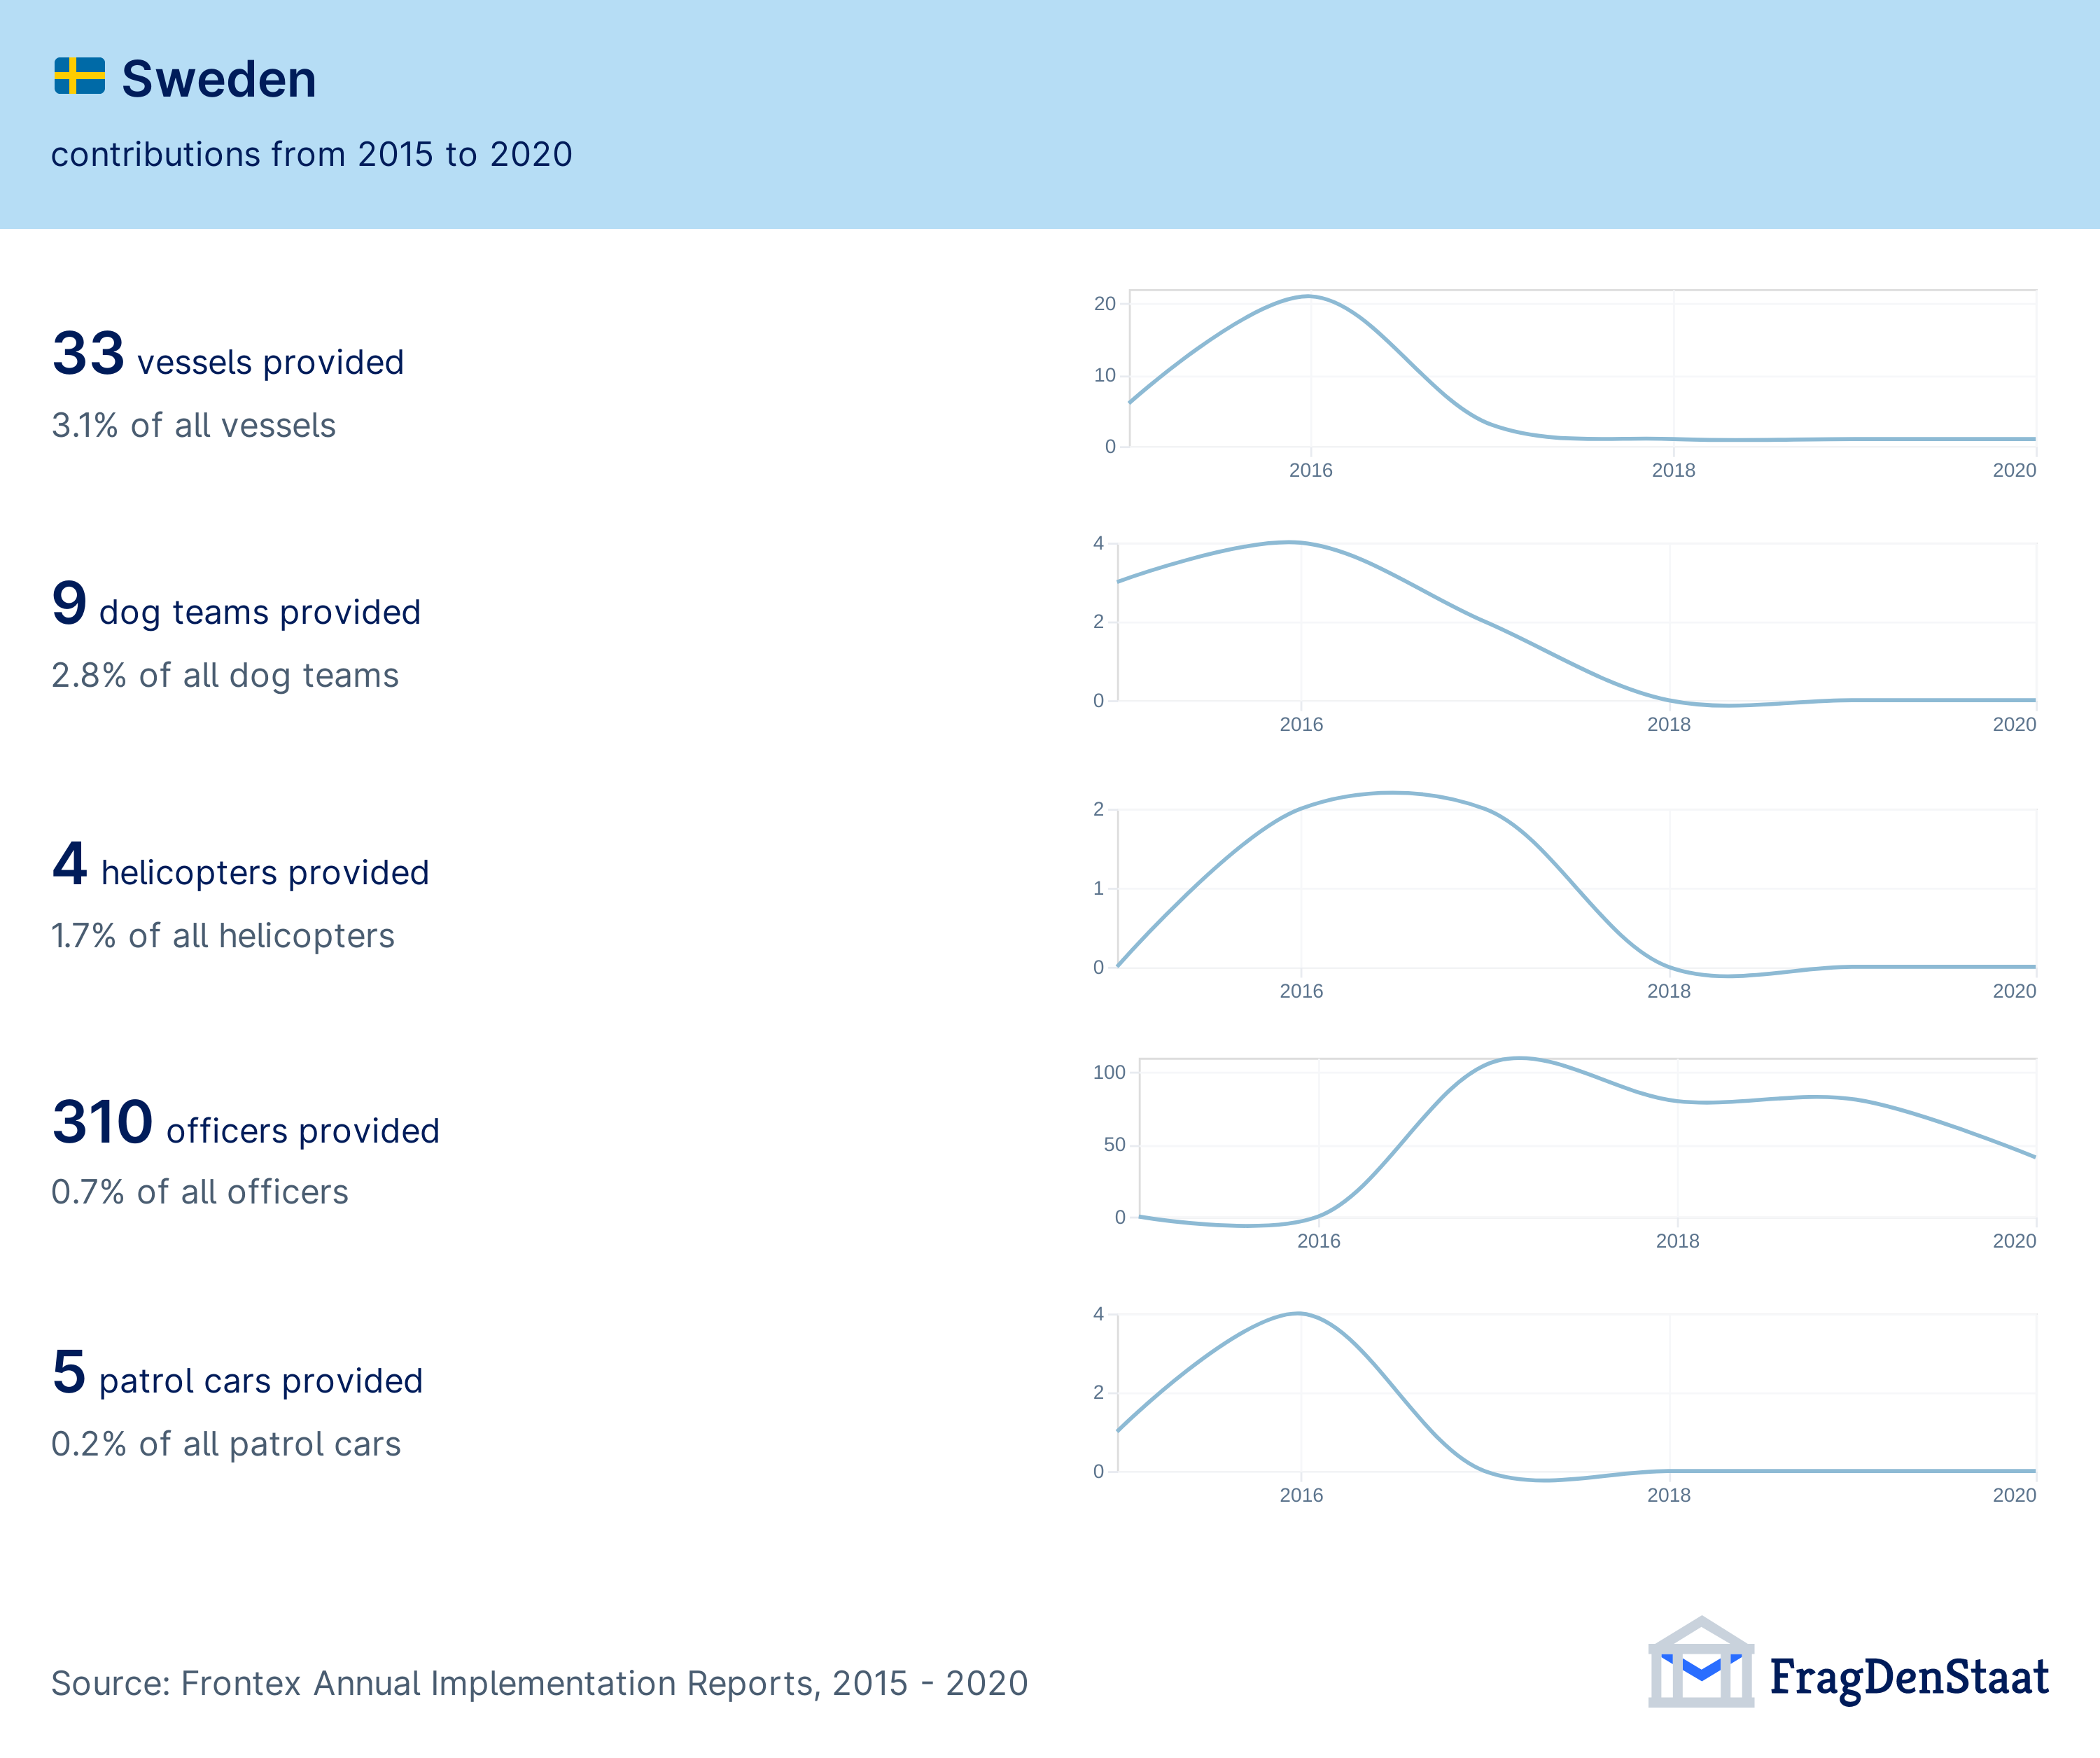 Sweden
contributions from 2015 to 2020
33 vessels provided
3.1% of all vessels
20
10
0
2016
2018
2020
9 dog teams provided
2.8% of all dog teams
4
2
0
2016
2018
2020
4 helicopters provided
1.7% of all helicopters
2
1
0
2016
2018
2020
310 officers provided
0.7% of all officers
100
50
0
2016
2018
2020
5 patrol cars provided
0.2% of all patrol cars
4
2
0
2016
2018
2020
Source: Frontex Annual Implementation Reports, 2015 - 2020
FragDenStaat